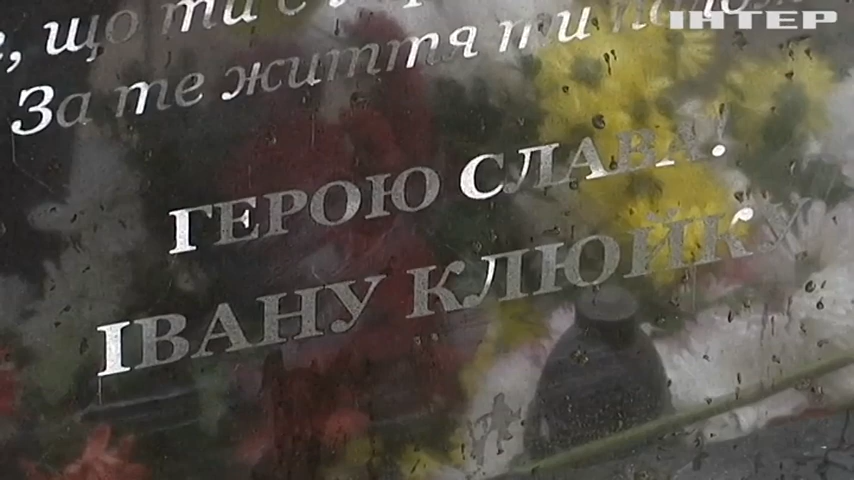 ІНТЕР
що ти є
За те життя ти
ГЕРОЮ СЛАВА!
ІВАНУ КЛЮЙКУ